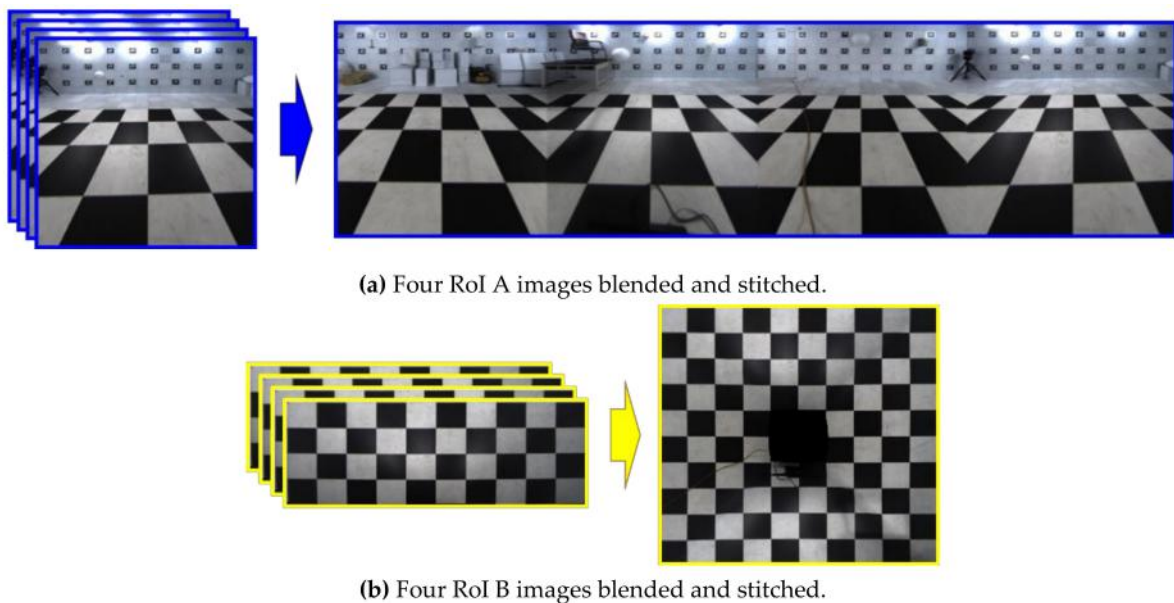 (a) Four RoI A images blended and stitched.
(b) Four RoI B images blended and stitched.